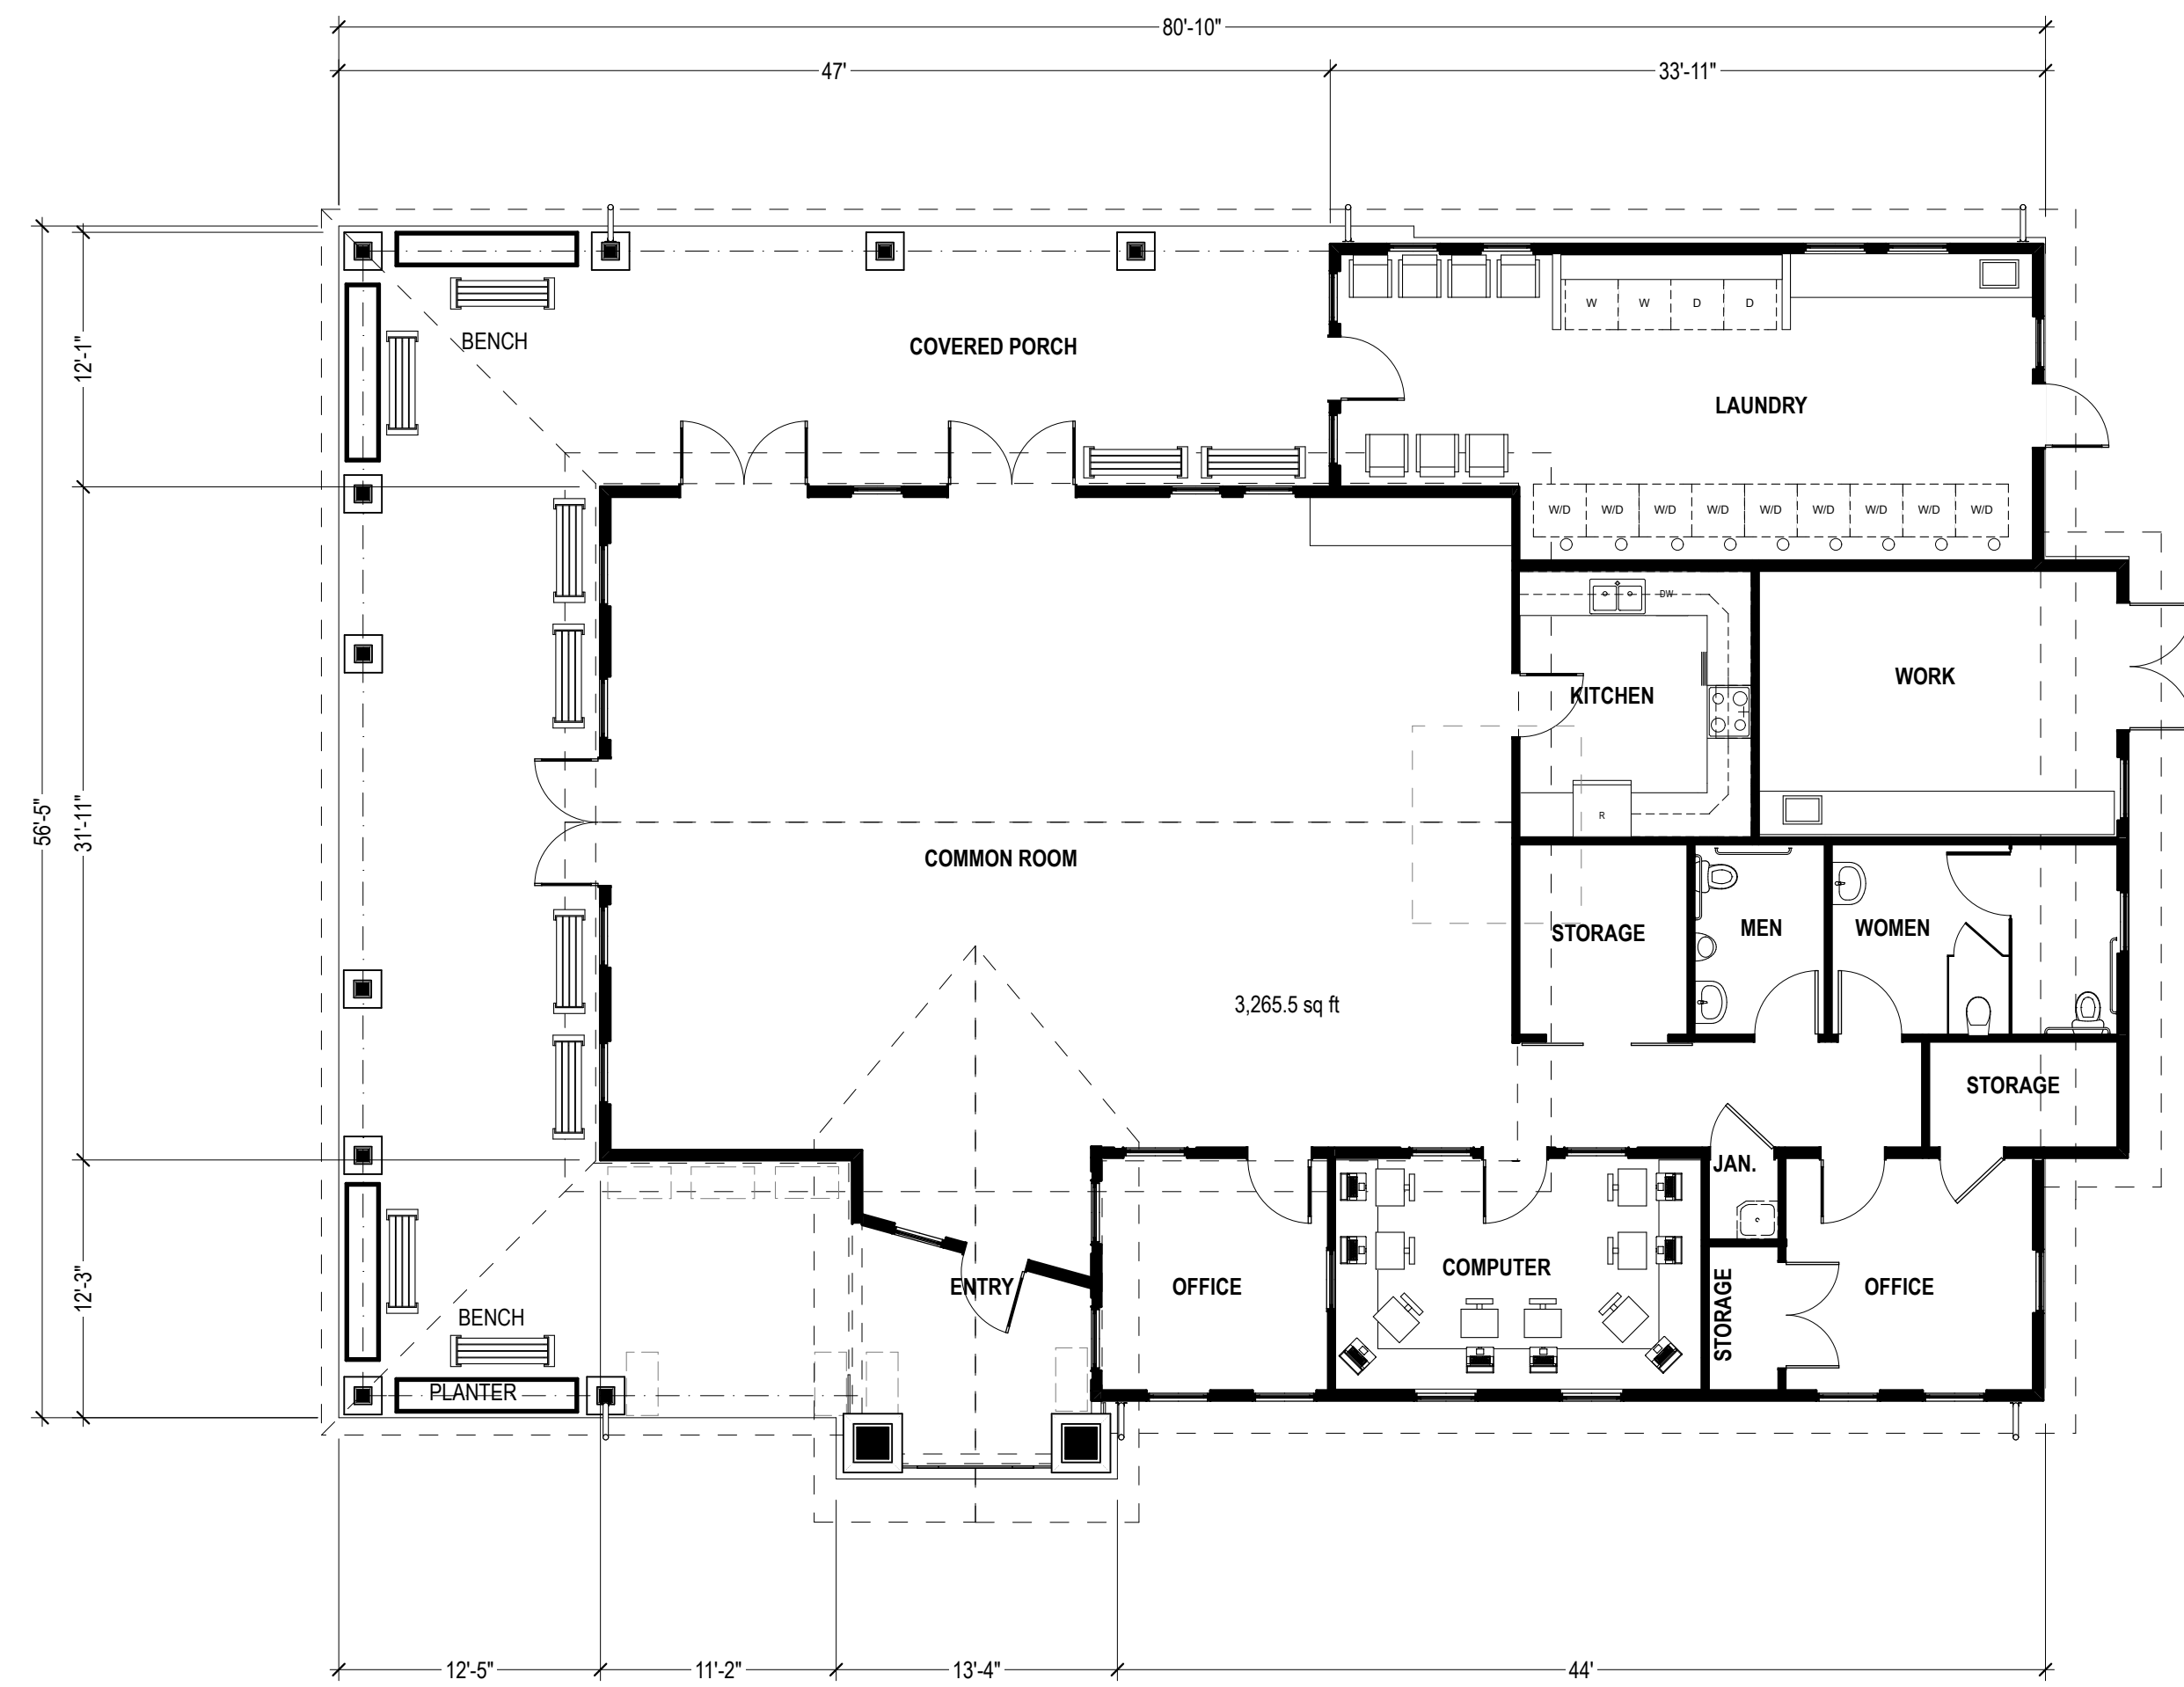 80'-10"
47'
33'-11"
W W D D
BENCH
COVERED PORCH
12'-1"
LAUNDRY
W/D W/D W/D W/D W/D W/D W/D W/D W/D
DW
KITCHEN
WORK
56'-5"
31'-11"
R
COMMON ROOM
STORAGE
MEN
WOMEN
3,265.5 sq ft
STORAGE
JAN.
12'-3"
ENTRY
OFFICE
COMPUTER
STORAGE
OFFICE
BENCH
PLANTER
12'-5"
11'-2"
13'-4"
44'